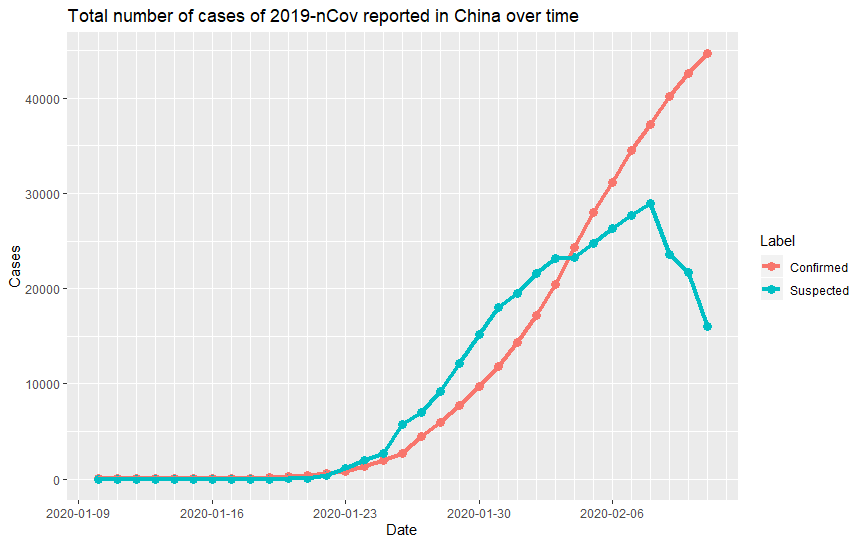 Total number of cases of 2019-nCov reported in China over time
40000
30000
20000
10000
0
Cases
2020-01-09 2020-01-16 2020-01-23 2020-01-30 2020-02-06
Date
Label
Confirmed
Suspected